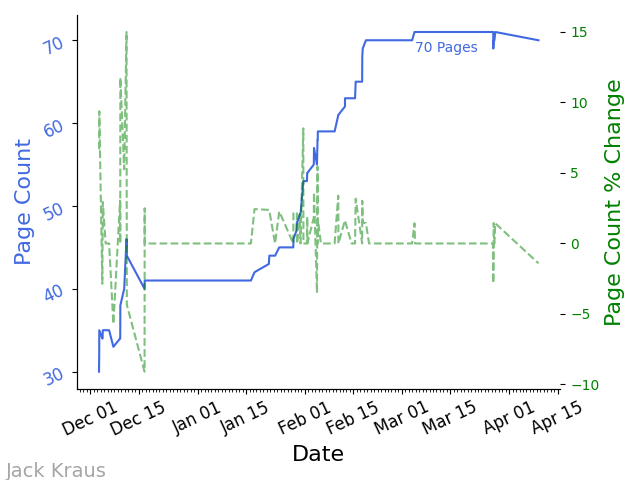 70
60
50
40
30
Page Count
15
10
5
0
−5
−10
Page Count % Change
70 Pages
Dec 01
Dec 15
Jan 01
Jan 15
Feb 01
Feb 15
Mar 01
Mar 15
Apr 01
Apr 15
Date
Jack Kraus